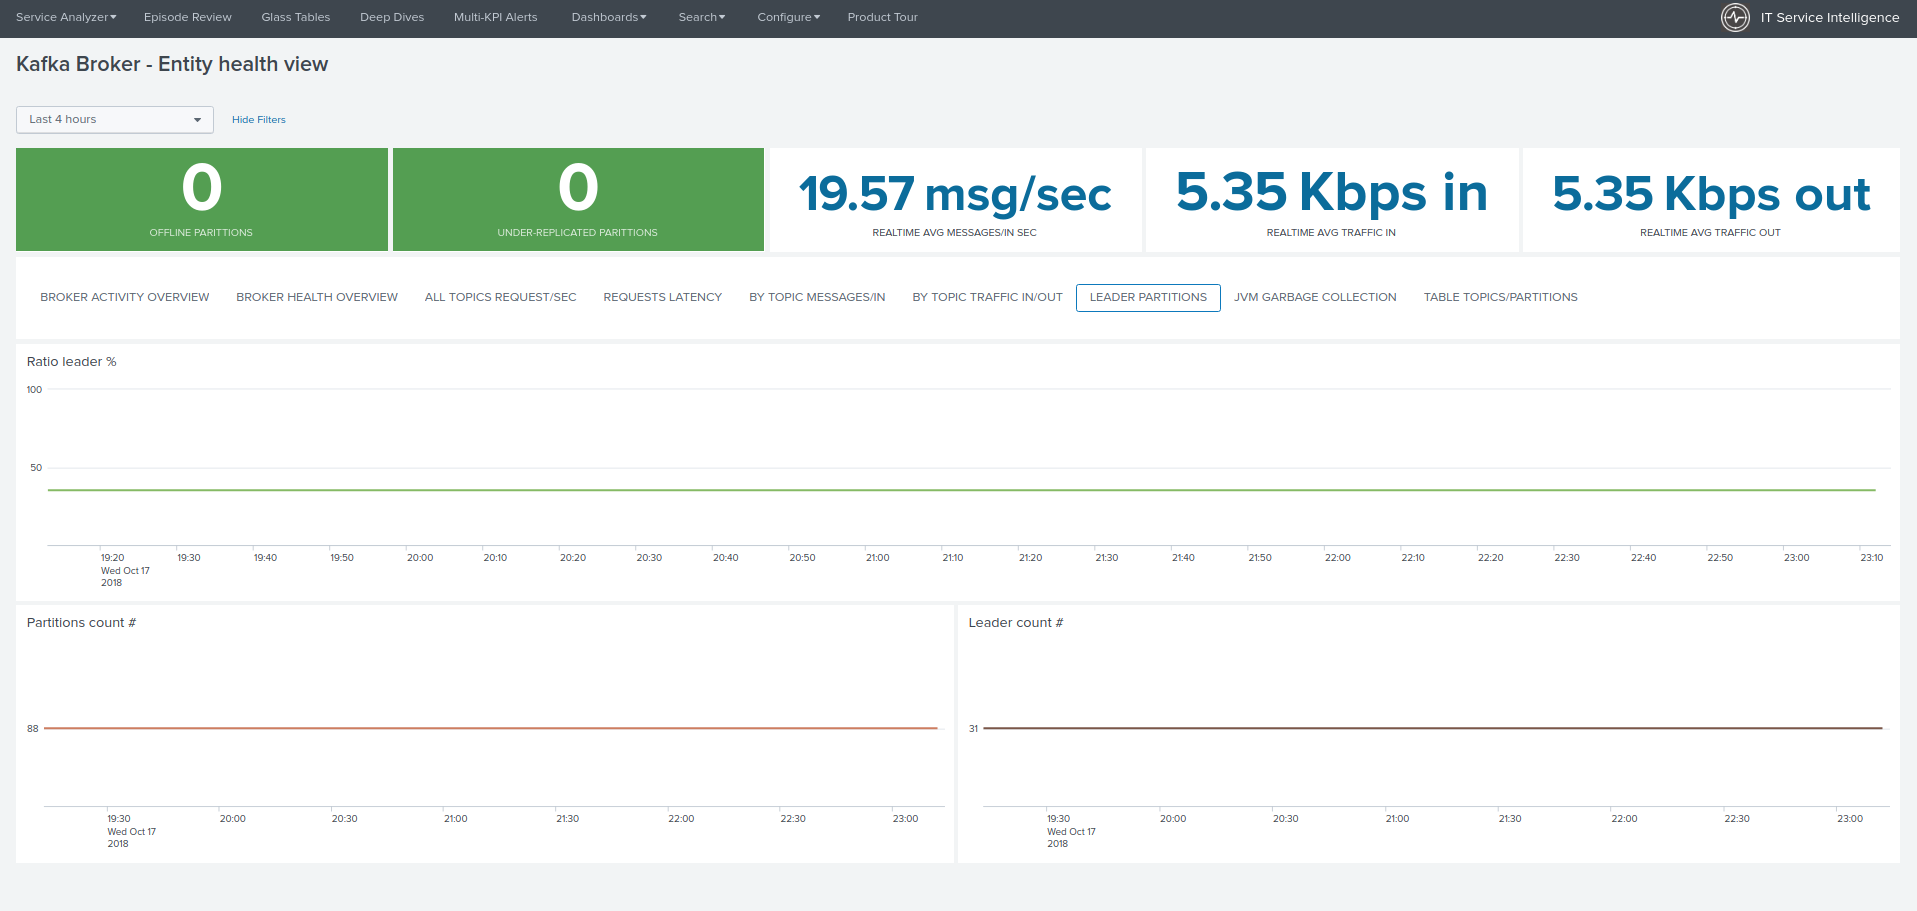 Service Analyzer Episode Review Glass Tables Deep Dives Multi-KPI Alerts Dashboards Search Configure Product Tour IT Service Intelligence
Kafka Broker - Entity health view
Last 4 hours Hide Filters
0 0 19.57 msg/sec 5.35 Kbps in 5.35 Kbps out
OFFLINE PARITTIONS UNDER-REPLICATED PARITTIONS REALTIME AVG MESSAGES/IN SEC REALTIME AVG TRAFFIC IN REALTIME AVG TRAFFIC OUT
BROKER ACTIVITY OVERVIEW BROKER HEALTH OVERVIEW ALL TOPICS REQUEST/SEC REQUESTS LATENCY BY TOPIC MESSAGES/IN BY TOPIC TRAFFIC IN/OUT LEADER PARTITIONS JVM GARBAGE COLLECTION TABLE TOPICS/PARTITIONS
Ratio leader %
100
50
19:20 19:30 19:40 19:50 20:00 20:10 20:20 20:30 20:40 20:50 21:00 21:10 21:20 21:30 21:40 21:50 22:00 22:10 22:20 22:30 22:40 22:50 23:00 23:10
Wed Oct 17
2018
Partitions count #
88
19:30 20:00 20:30 21:00 21:30 22:00 22:30 23:00
Wed Oct 17
2018
Leader count #
31
19:30 20:00 20:30 21:00 21:30 22:00 22:30 23:00
Wed Oct 17
2018